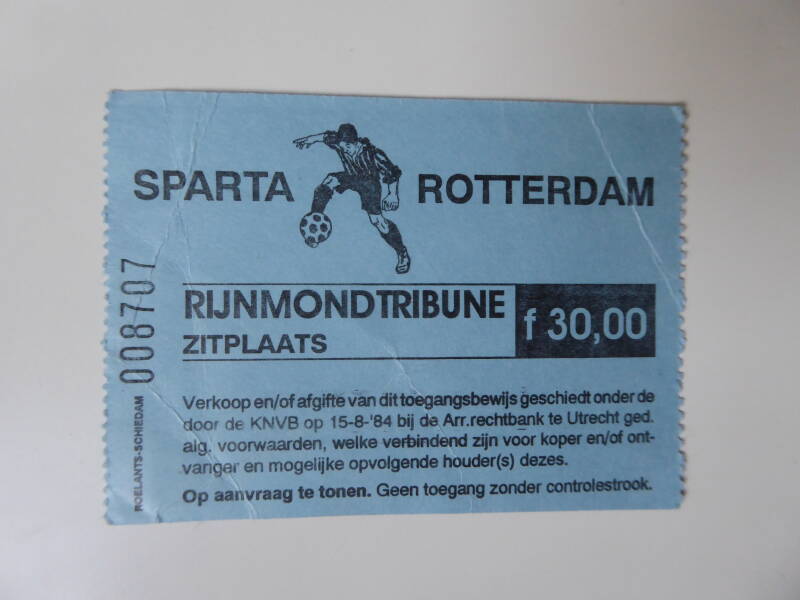 SPARTA ROTTERDAM
RIJNMONDTRIBUNE
ZITPLAATS
f 30,00
008707
ROELANTS-SCHIEDAM
Verkoop en/of afgifte van dit toegangsbewijs geschiedt onder de
door de KNVB op 15-8-'84 bij de Arr.rechtbank te Utrecht ged.
alg. voorwaarden, welke verbindend zijn voor koper en/of ont-
vanger en mogelijke opvolgende houder(s) dezes.
Op aanvraag te tonen. Geen toegang zonder controlestrook.